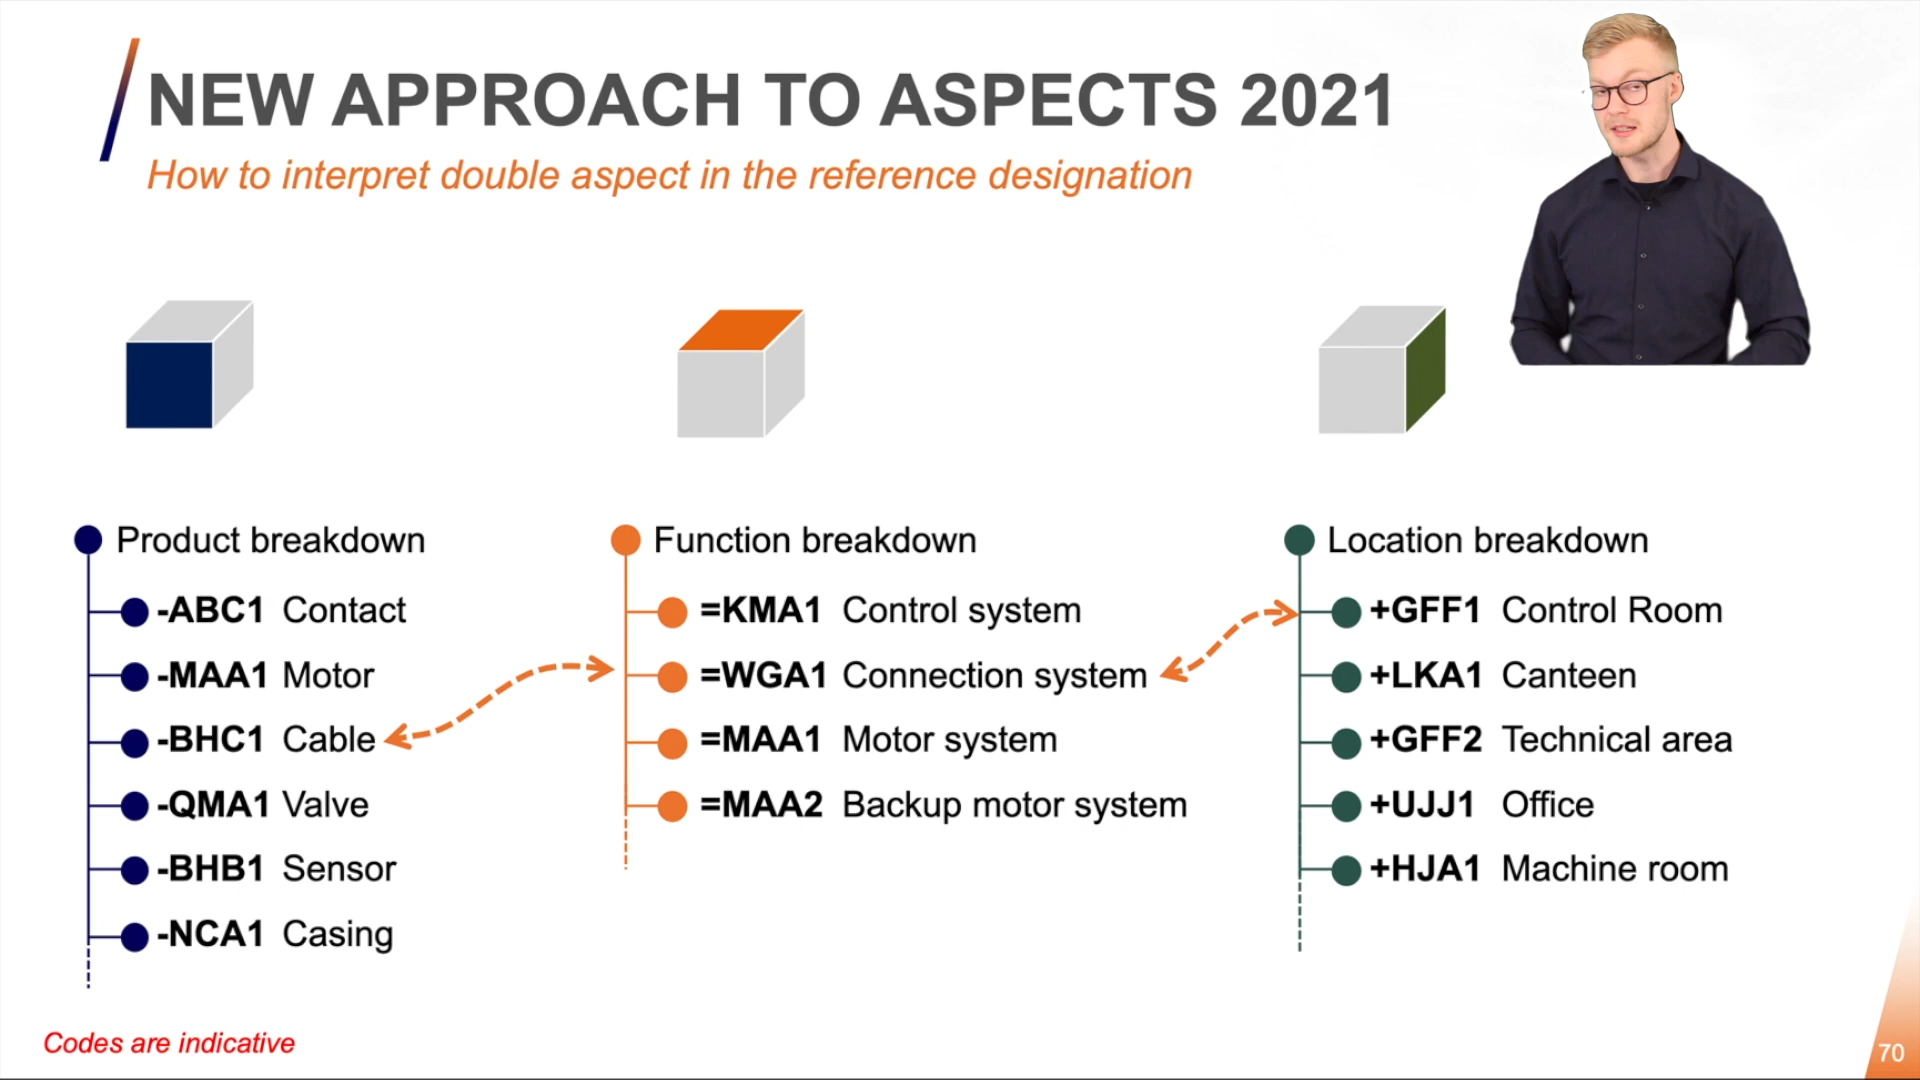 NEW APPROACH TO ASPECTS 2021
How to interpret double aspect in the reference designation
Product breakdown
-ABC1 Contact
-MAA1 Motor
-BHC1 Cable
-QMA1 Valve
-BHB1 Sensor
-NCA1 Casing
Function breakdown
=KMA1 Control system
=WGA1 Connection system
=MAA1 Motor system
=MAA2 Backup motor system
Location breakdown
+GFF1 Control Room
+LKA1 Canteen
+GFF2 Technical area
+UJJ1 Office
+HJA1 Machine room
Codes are indicative
70